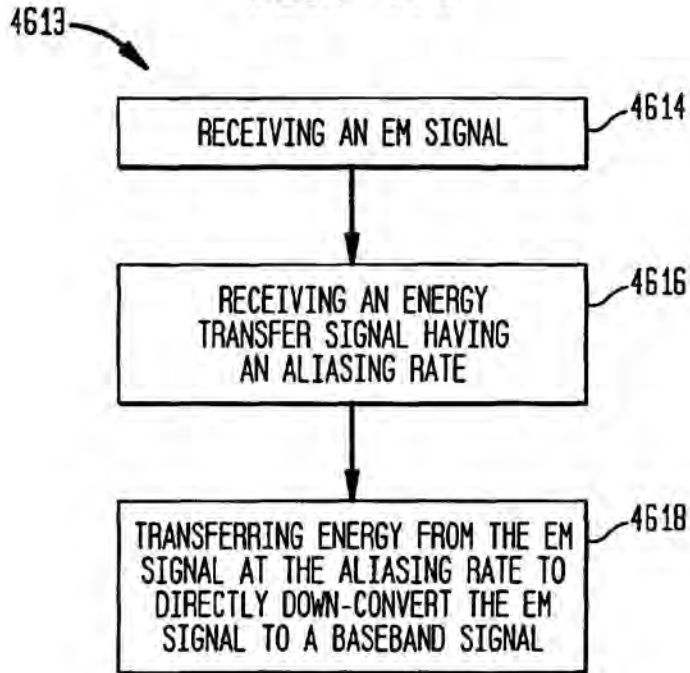 4613
RECEIVING AN EM SIGNAL
4614
RECEIVING AN ENERGY
TRANSFER SIGNAL HAVING
AN ALIASING RATE
4616
TRANSFERRING ENERGY FROM THE EM
SIGNAL AT THE ALIASING RATE TO
DIRECTLY DOWN-CONVERT THE EM
SIGNAL TO A BASEBAND SIGNAL
4618